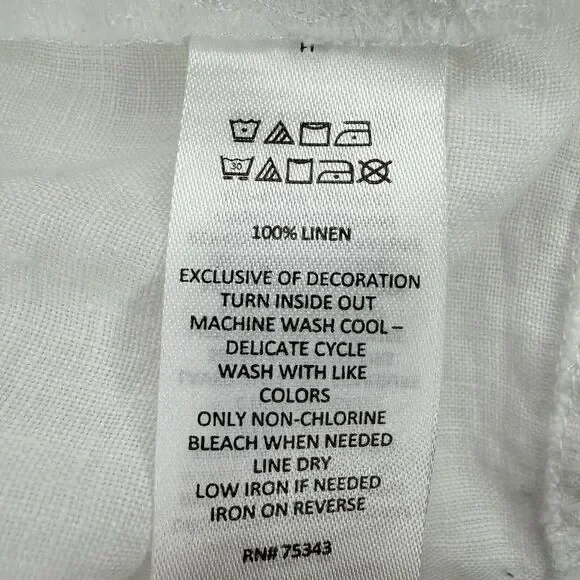 30
100% LINEN
EXCLUSIVE OF DECORATION
TURN INSIDE OUT
MACHINE WASH COOL –
DELICATE CYCLE
WASH WITH LIKE
COLORS
ONLY NON-CHLORINE
BLEACH WHEN NEEDED
LINE DRY
LOW IRON IF NEEDED
IRON ON REVERSE
RN# 75343